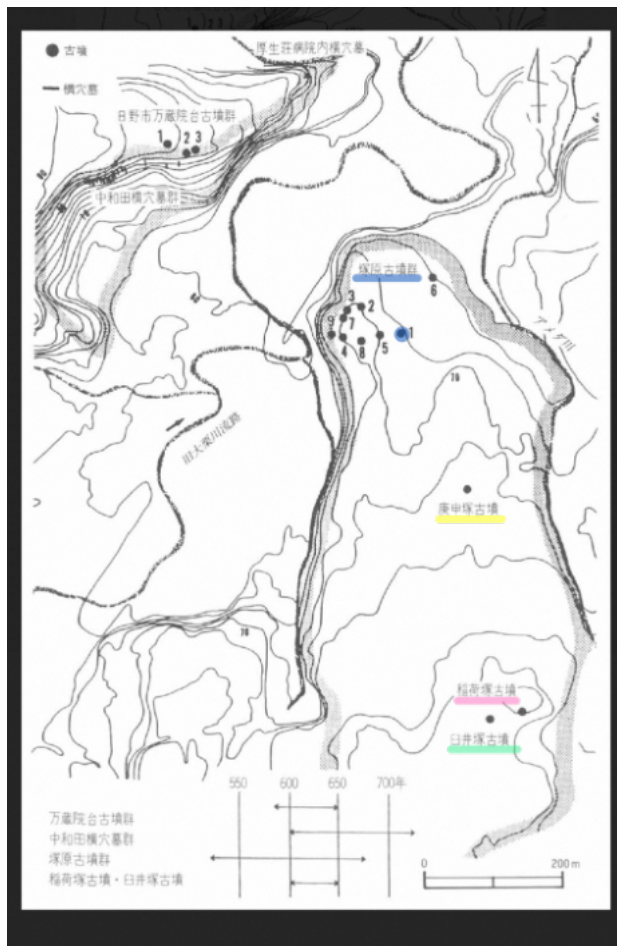 古墳
横穴墓
厚生荘病院内横穴墓
日野市万蔵院台古墳群
1
2 3
中和田横穴墓群
塚原古墳群
6
3
2
7
9
1
4
8
5
70
旧大栗川流路
庚申塚古墳
70
稲荷塚古墳
臼井塚古墳
550 600 650 700年
万蔵院台古墳群
中和田横穴墓群
塚原古墳群
稲荷塚古墳・臼井塚古墳
0 200m